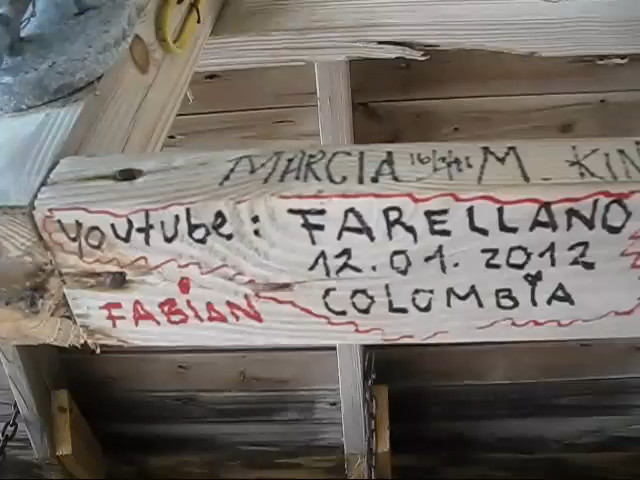 MARCIA M. KIN
youtube: FARELLANO
12.01.2012
FABIAN COLOMBIA